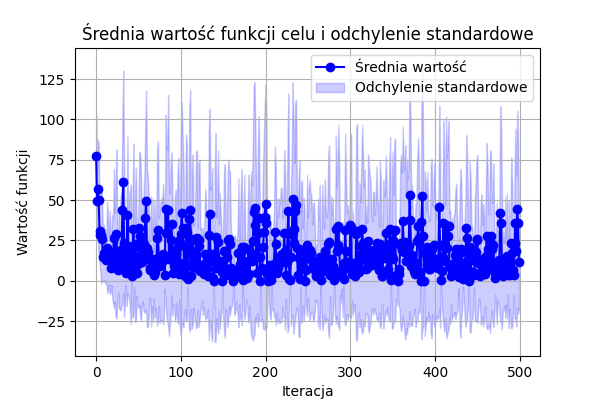 Średnia wartość funkcji celu i odchylenie standardowe
Średnia wartość
Odchylenie standardowe
Wartość funkcji
125
100
75
50
25
0
−25
0 100 200 300 400 500
Iteracja